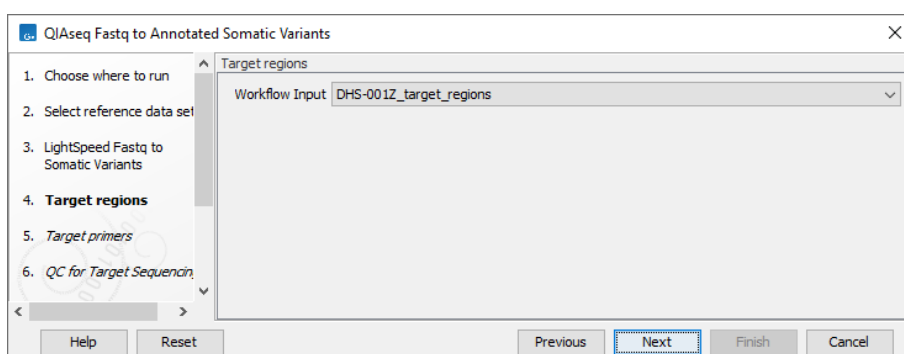 QIAseq Fastq to Annotated Somatic Variants
1. Choose where to run
2. Select reference data set
3. LightSpeed Fastq to
Somatic Variants
4. Target regions
5. Target primers
6. QC for Target Sequencin
Target regions
Workflow Input DHS-001Z_target_regions
Help Reset Previous Next Finish Cancel